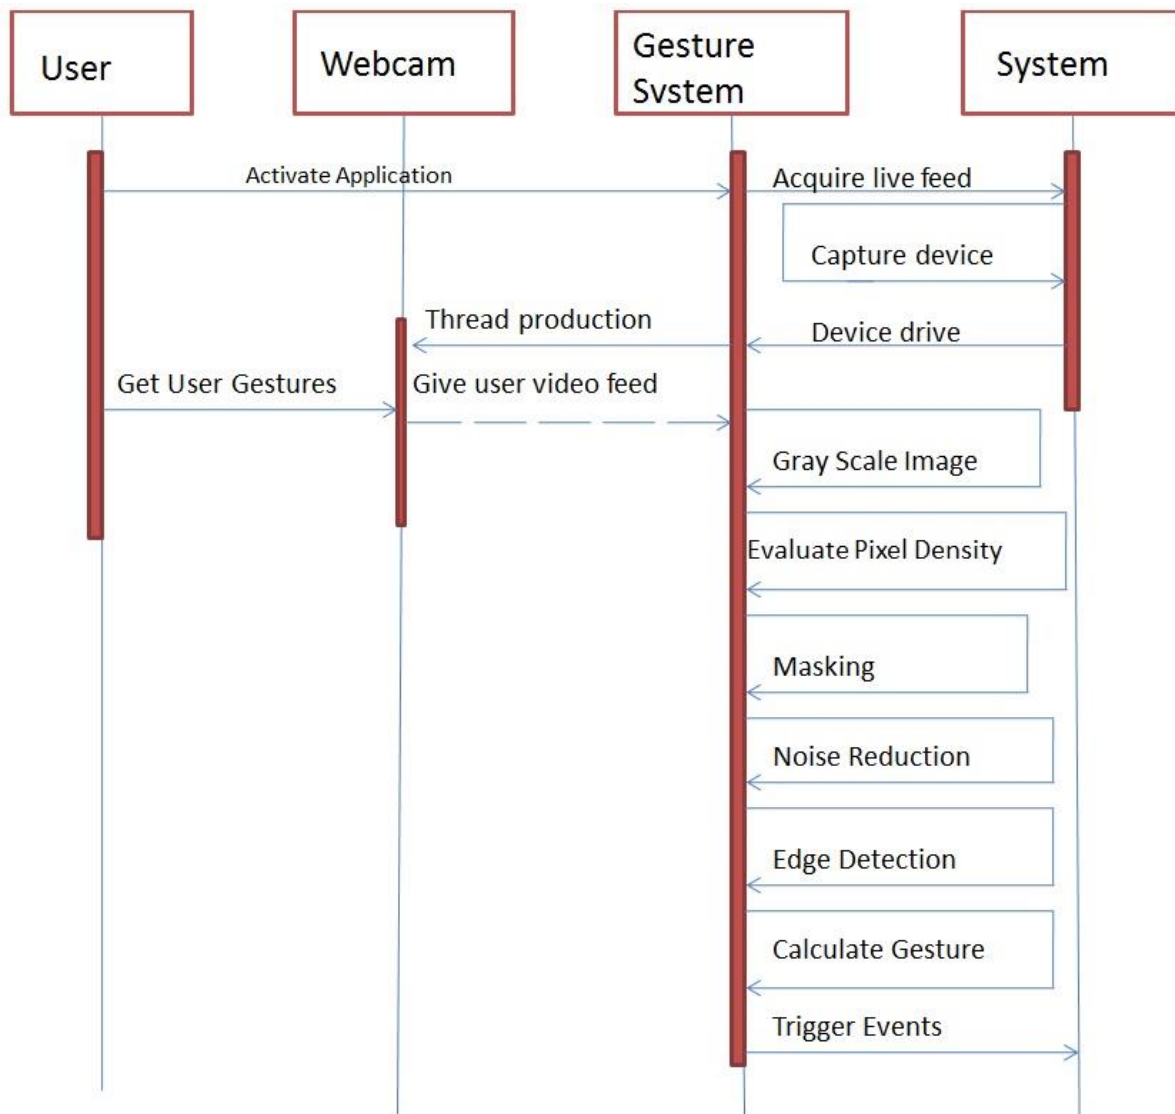 User
Webcam
Gesture
Svstem
System
Activate Application
Acquire live feed
Capture device
Thread production
Device drive
Get User Gestures
Give user video feed
Gray Scale Image
Evaluate Pixel Density
Masking
Noise Reduction
Edge Detection
Calculate Gesture
Trigger Events